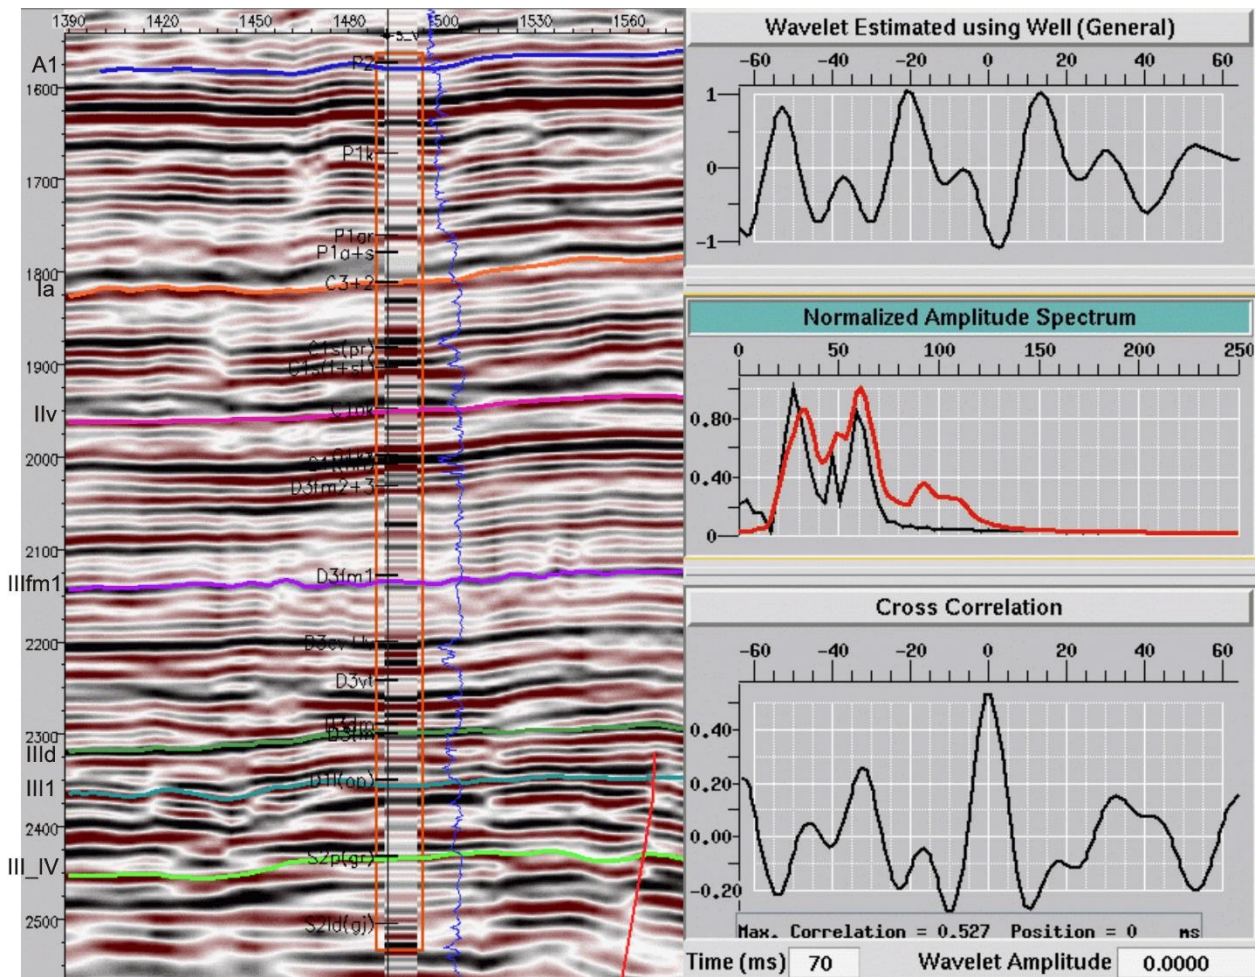 1390 1420 1450 1480 1500 1530 1560
A1
P2
1600
P1k
1700
P1ar
P1a+s
1800
C3+2
Ia
C1s(pr)
1900
IIv
2000
D3fm2+3
2100
D3fm1
IIIfm1
2200
D3vt
2300
IIId
III1
2400
S2p(gr)
III_IV
S2ld(gj)
2500
Wavelet Estimated using Well (General)
-60 -40 -20 0 20 40 60
1
0
-1
Normalized Amplitude Spectrum
0 50 100 150 200 250
0.80
0.40
0
Cross Correlation
-60 -40 -20 0 20 40 60
0.40
0.20
0.00
-0.20
Max. Correlation = 0.527 Position = 0 ms
Time (ms) 70 Wavelet Amplitude 0.0000